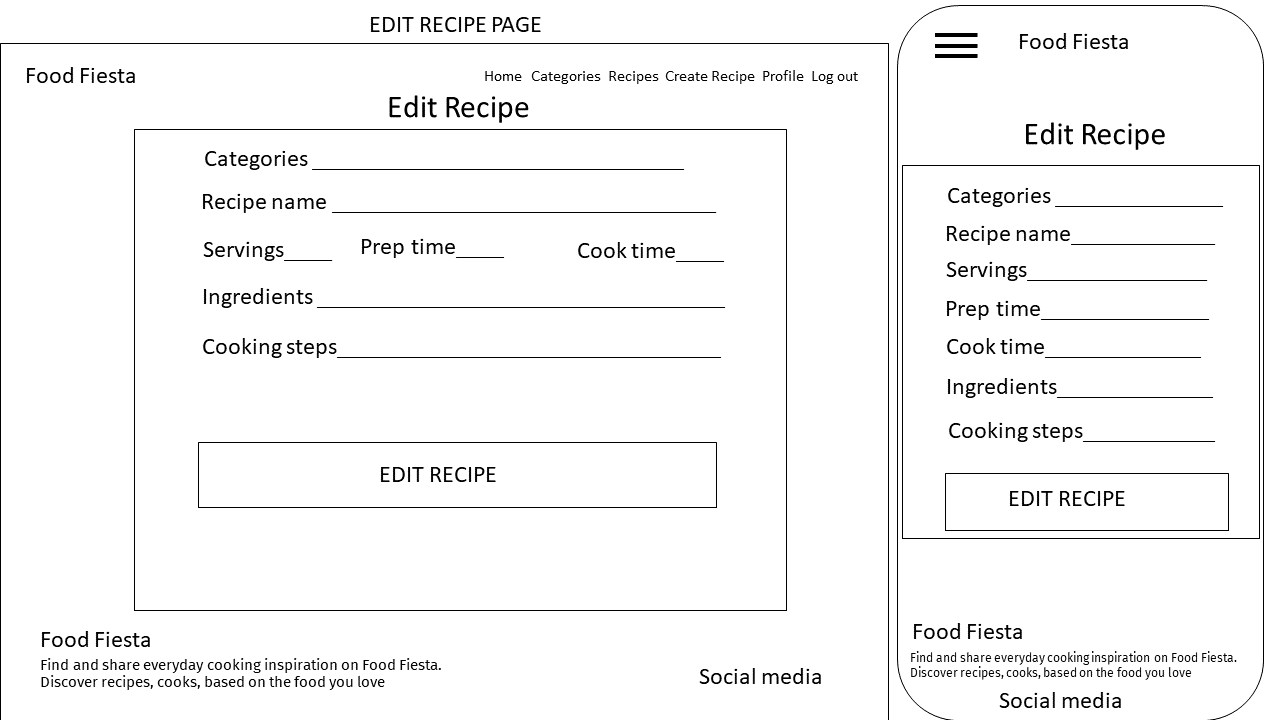 EDIT RECIPE PAGE
Food Fiesta
Home Categories Recipes Create Recipe Profile Log out
Edit Recipe
Categories
Recipe name
Servings Prep time Cook time
Ingredients
Cooking steps
EDIT RECIPE
Food Fiesta
Find and share everyday cooking inspiration on Food Fiesta.
Discover recipes, cooks, based on the food you love
Social media
Food Fiesta
Edit Recipe
Categories
Recipe name
Servings
Prep time
Cook time
Ingredients
Cooking steps
EDIT RECIPE
Food Fiesta
Find and share everyday cooking inspiration on Food Fiesta.
Discover recipes, cooks, based on the food you love
Social media